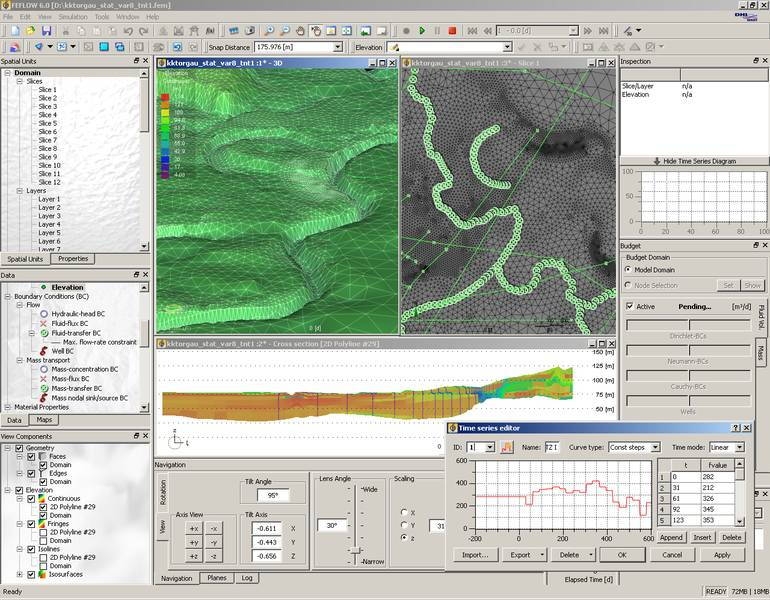 FEFLOW 6.0 [D:\kktorgau_stat_var8_tnt1.fem]
File Edit View Simulation Tools Window Help
1 - 0.0 [d]
Snap Distance 175.976 [m] Elevation
Spatial Units
Domain
Slices
Slice 1
Slice 2
Slice 3
Slice 4
Slice 5
Slice 6
Slice 7
Slice 8
Slice 9
Slice 10
Slice 11
Slice 12
Layers
Layer 1
Layer 2
Layer 3
Layer 4
Layer 5
Layer 6
Layer 7
Spatial Units Properties
Data
Elevation
Boundary Conditions (BC)
Flow
Hydraulic-head BC
Fluid-flux BC
Fluid-transfer BC
Max. flow-rate constraint
Well BC
Mass transport
Mass-concentration BC
Mass-flux BC
Mass-transfer BC
Mass nodal sink/source BC
Material Properties
Data Maps
View Components
Geometry
Faces
Domain
Edges
Domain
Elevation
Continuous
2D Polyline #29
Domain
Fringes
2D Polyline #29
Domain
Isolines
2D Polyline #29
Domain
Isosurfaces
Ready
kktorgau_stat_var8_tnt1 :1* - 3D
0 [d]
kktorgau_stat_var8_tnt1 :3* - Slice 1
kktorgau_stat_var8_tnt1 :2* - Cross section [2D Polyline #29]
150 [m]
125 [m]
100 [m]
75 [m]
50 [m]
0
Navigation
Rotation
View
Tilt Angle
95°
Axis View
+x -x
+y -y
+z -z
Tilt Axis
-0.611 X
-0.443 Y
-0.656 Z
Lens Angle
30°
Wide
Narrow
Scaling
X
Y
Z
Navigation Planes Log
Inspection
Slice/Layer n/a
Elevation n/a
Hide Time Series Diagram
100
50
0
0 20 40 60 80 100
Budget
Budget Domain
Model Domain
Node Selection Set Show
Active Pending... [m³/d]
Dirichlet-BCs
Neumann-BCs
Cauchy-BCs
Wells
Fluid Vol.
Mass
Time series editor
ID: 1 Name: Curve type: Const steps Time mode: Linear
600
400
200
0
-200 0 200 400 600
t fvalue
1 0 282
2 31 212
3 61 326
4 92 345
5 123 353
Append Insert Delete
Import... Export Delete OK Cancel Apply
Elapsed Time [d]
READY 72MB | 18MB